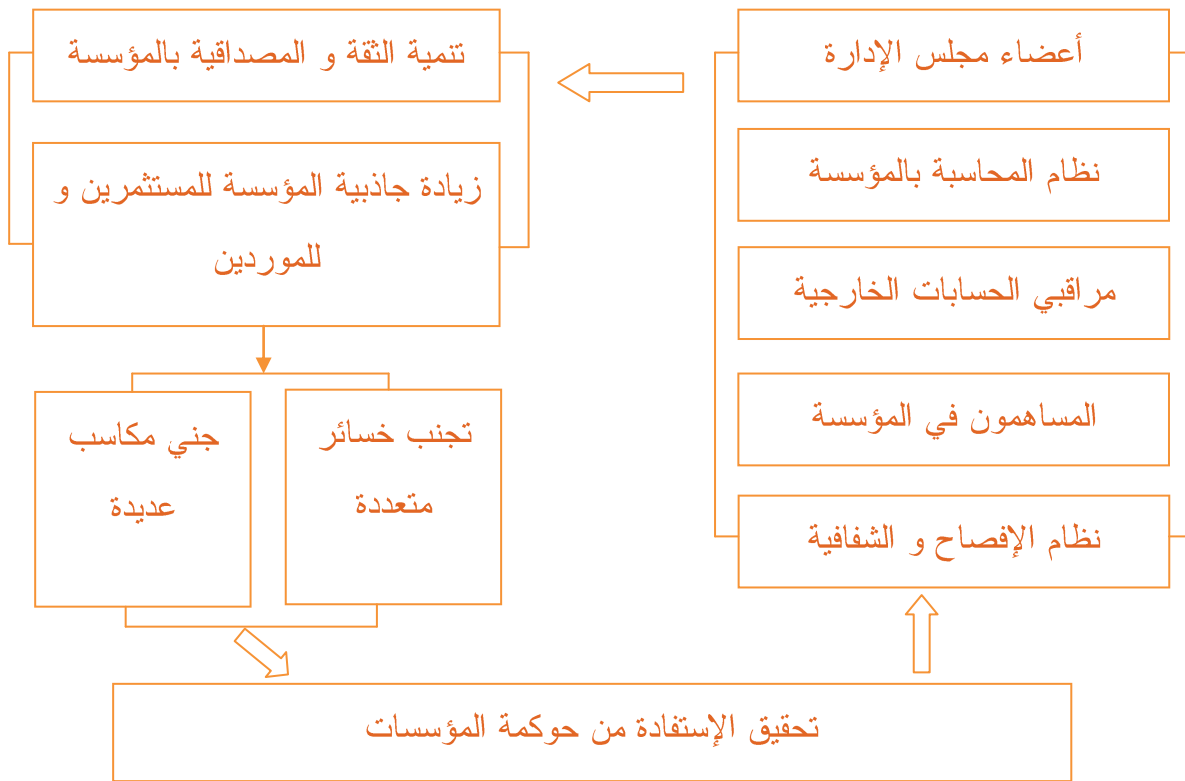 أعضاء مجلس الإدارة
نظام المحاسبة بالمؤسسة
مراقبي الحسابات الخارجية
المساهمون في المؤسسة
نظام الإفصاح و الشفافية
تنمية الثقة و المصداقية بالمؤسسة
زيادة جاذبية المؤسسة للمستثمرين و
للموردين
تجنب خسائر
متعددة
جني مكاسب
عديدة
تحقيق الإستفادة من حوكمة المؤسسات